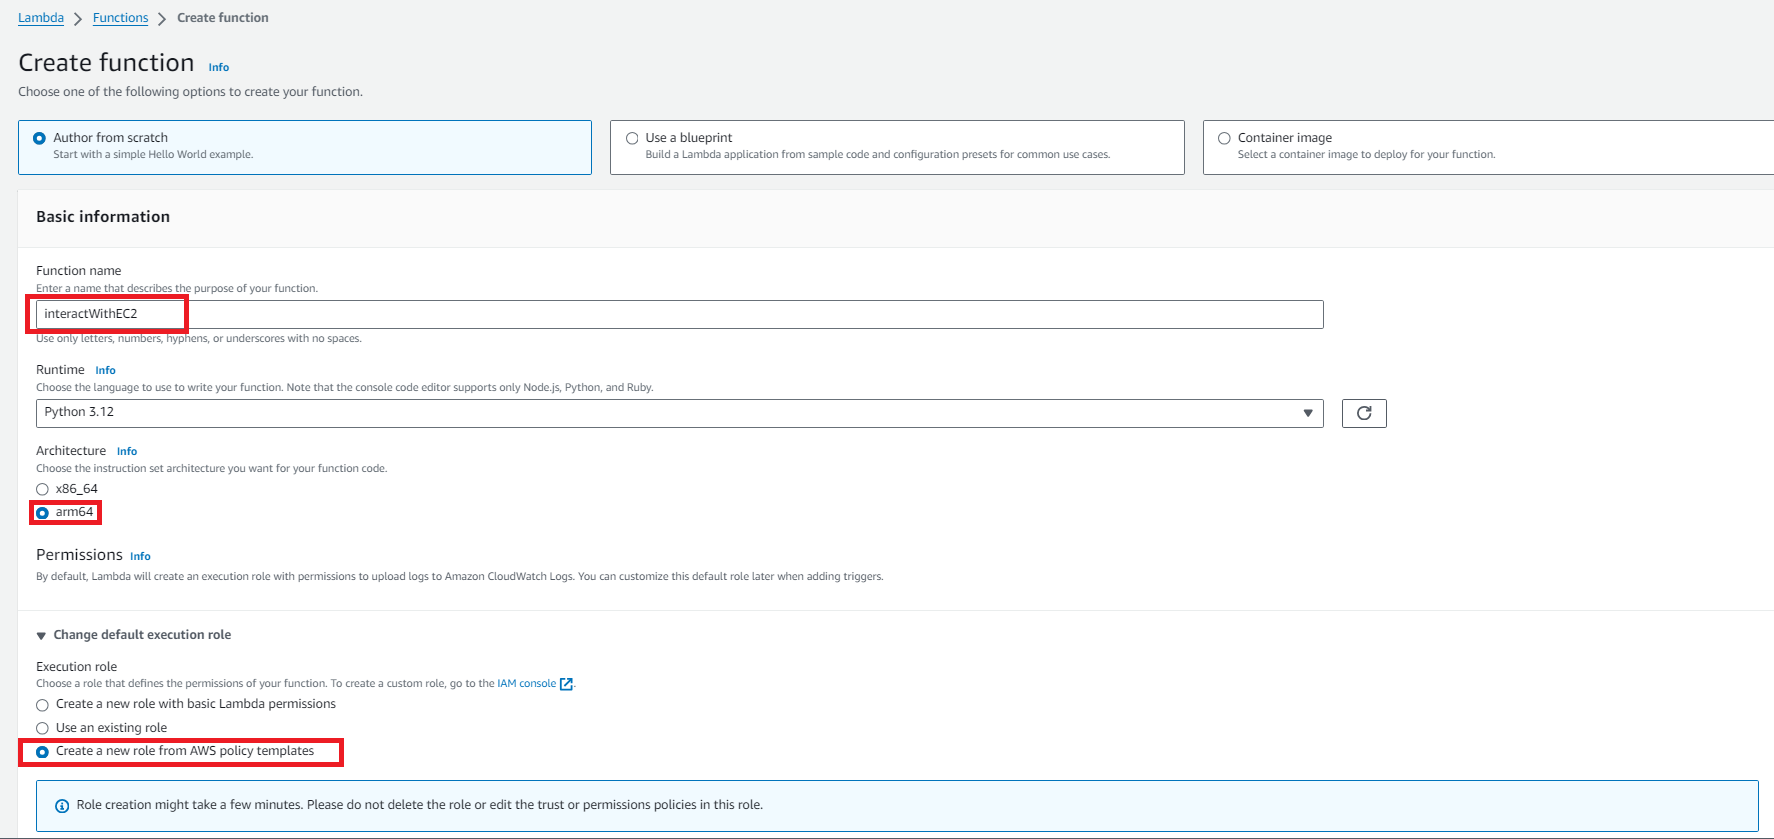 Lambda > Functions > Create function
Create function Info
Choose one of the following options to create your function.
Author from scratch
Start with a simple Hello World example.
Use a blueprint
Build a Lambda application from sample code and configuration presets for common use cases.
Container image
Select a container image to deploy for your function.
Basic information
Function name
Enter a name that describes the purpose of your function.
interactWithEC2
Use only letters, numbers, hyphens, or underscores with no spaces.
Runtime Info
Choose the language to use to write your function. Note that the console code editor supports only Node.js, Python, and Ruby.
Python 3.12
Architecture Info
Choose the instruction set architecture you want for your function code.
x86_64
arm64
Permissions Info
By default, Lambda will create an execution role with permissions to upload logs to Amazon CloudWatch Logs. You can customize this default role later when adding triggers.
Change default execution role
Execution role
Choose a role that defines the permissions of your function. To create a custom role, go to the IAM console.
Create a new role with basic Lambda permissions
Use an existing role
Create a new role from AWS policy templates
Role creation might take a few minutes. Please do not delete the role or edit the trust or permissions policies in this role.